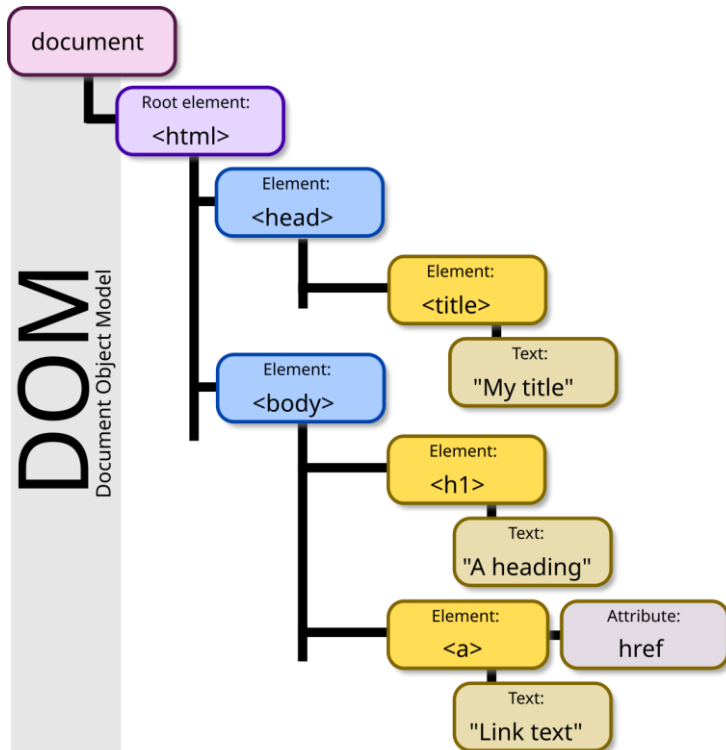 document
Root element:
<html>
Element:
<head>
Element:
<title>
Text:
"My title"
Element:
<body>
Element:
<h1>
Text:
"A heading"
Element:
<a>
Attribute:
href
Text:
"Link text"
DOM
Document Object Model